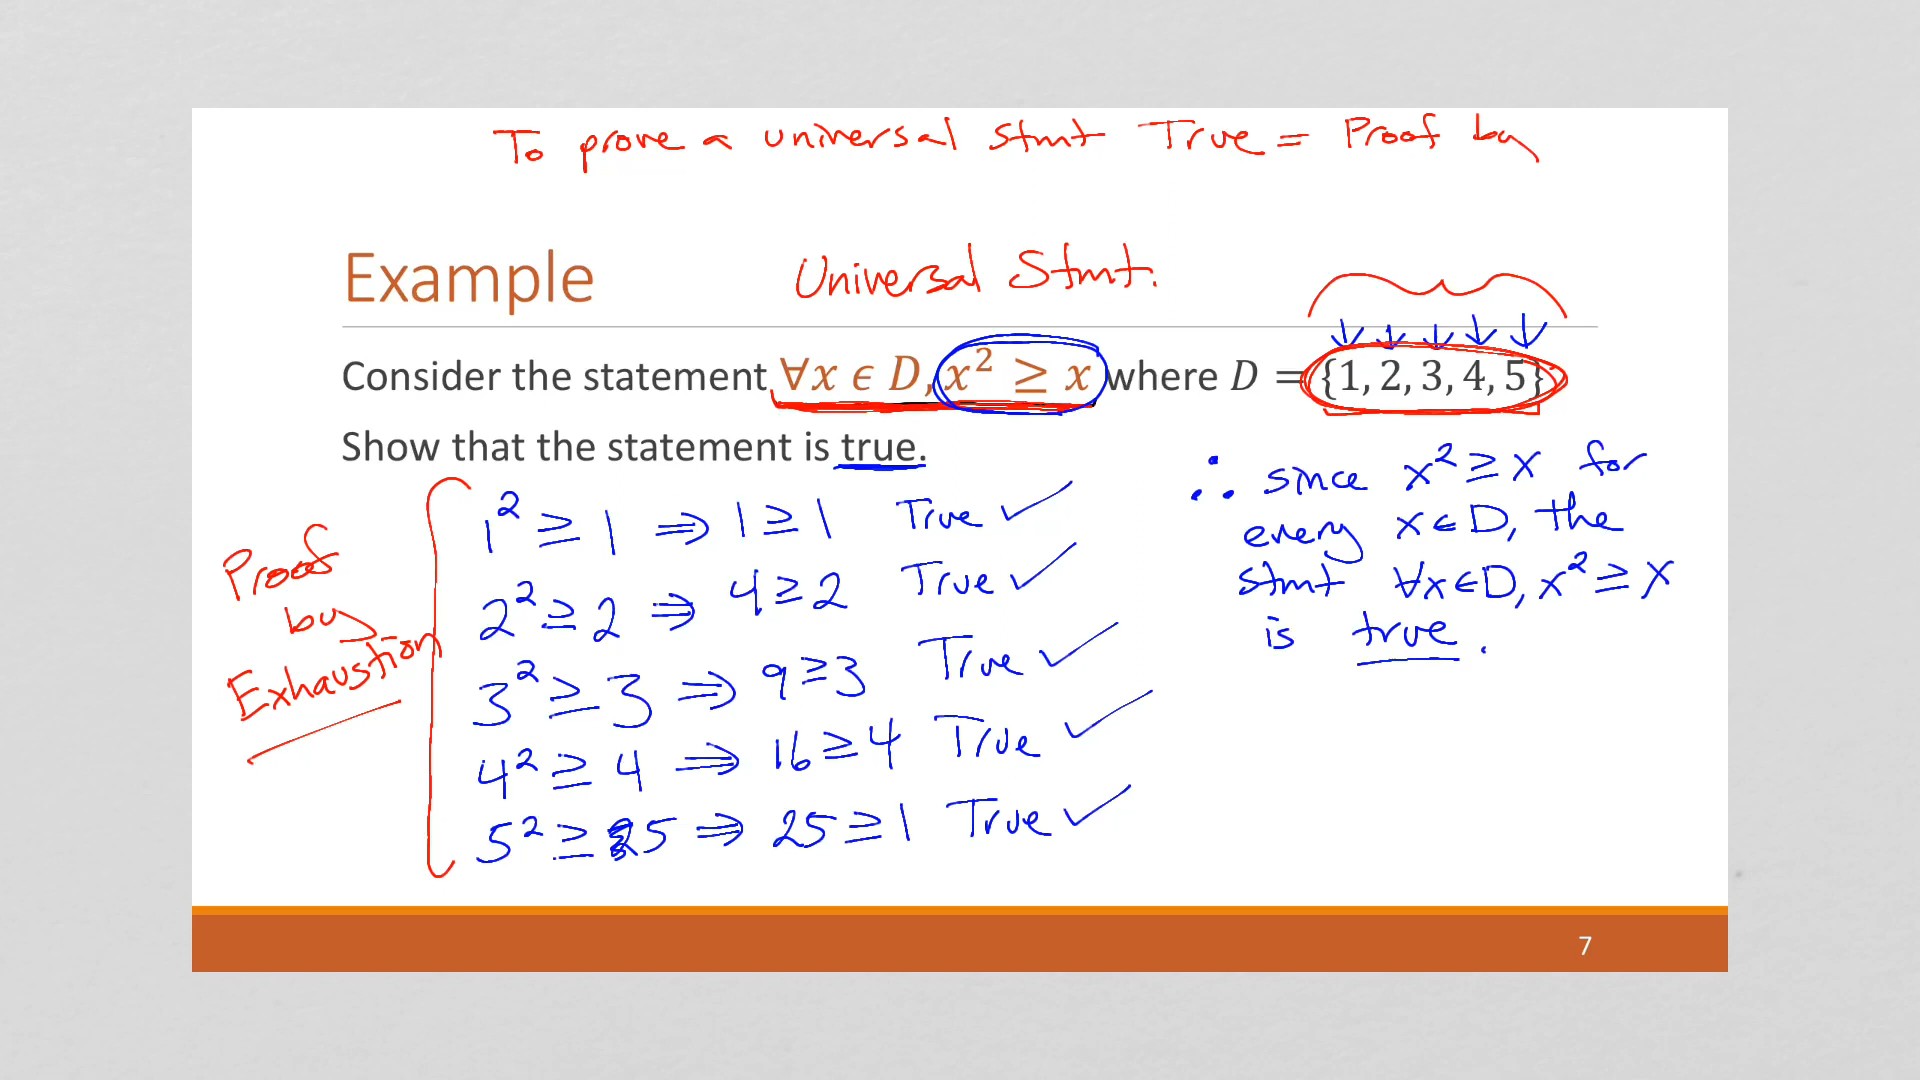 To prove a universal stmt True = Proof by
Example
Universal Stmt.
Consider the statement ∀x ϵ D, x² ≥ x where D = {1, 2, 3, 4, 5}
Show that the statement is true.
Proof
by
Exhaustion
1² ≥ 1 ⇒ 1 ≥ 1 True ✓
2² ≥ 2 ⇒ 4 ≥ 2 True ✓
3² ≥ 3 ⇒ 9 ≥ 3 True ✓
4² ≥ 4 ⇒ 16 ≥ 4 True ✓
5² ≥ 5 ⇒ 25 ≥ 1 True ✓
∴ since x² ≥ x for
every x ∈ D, the
stmt ∀x ∈ D, x² ≥ x
is true.
7